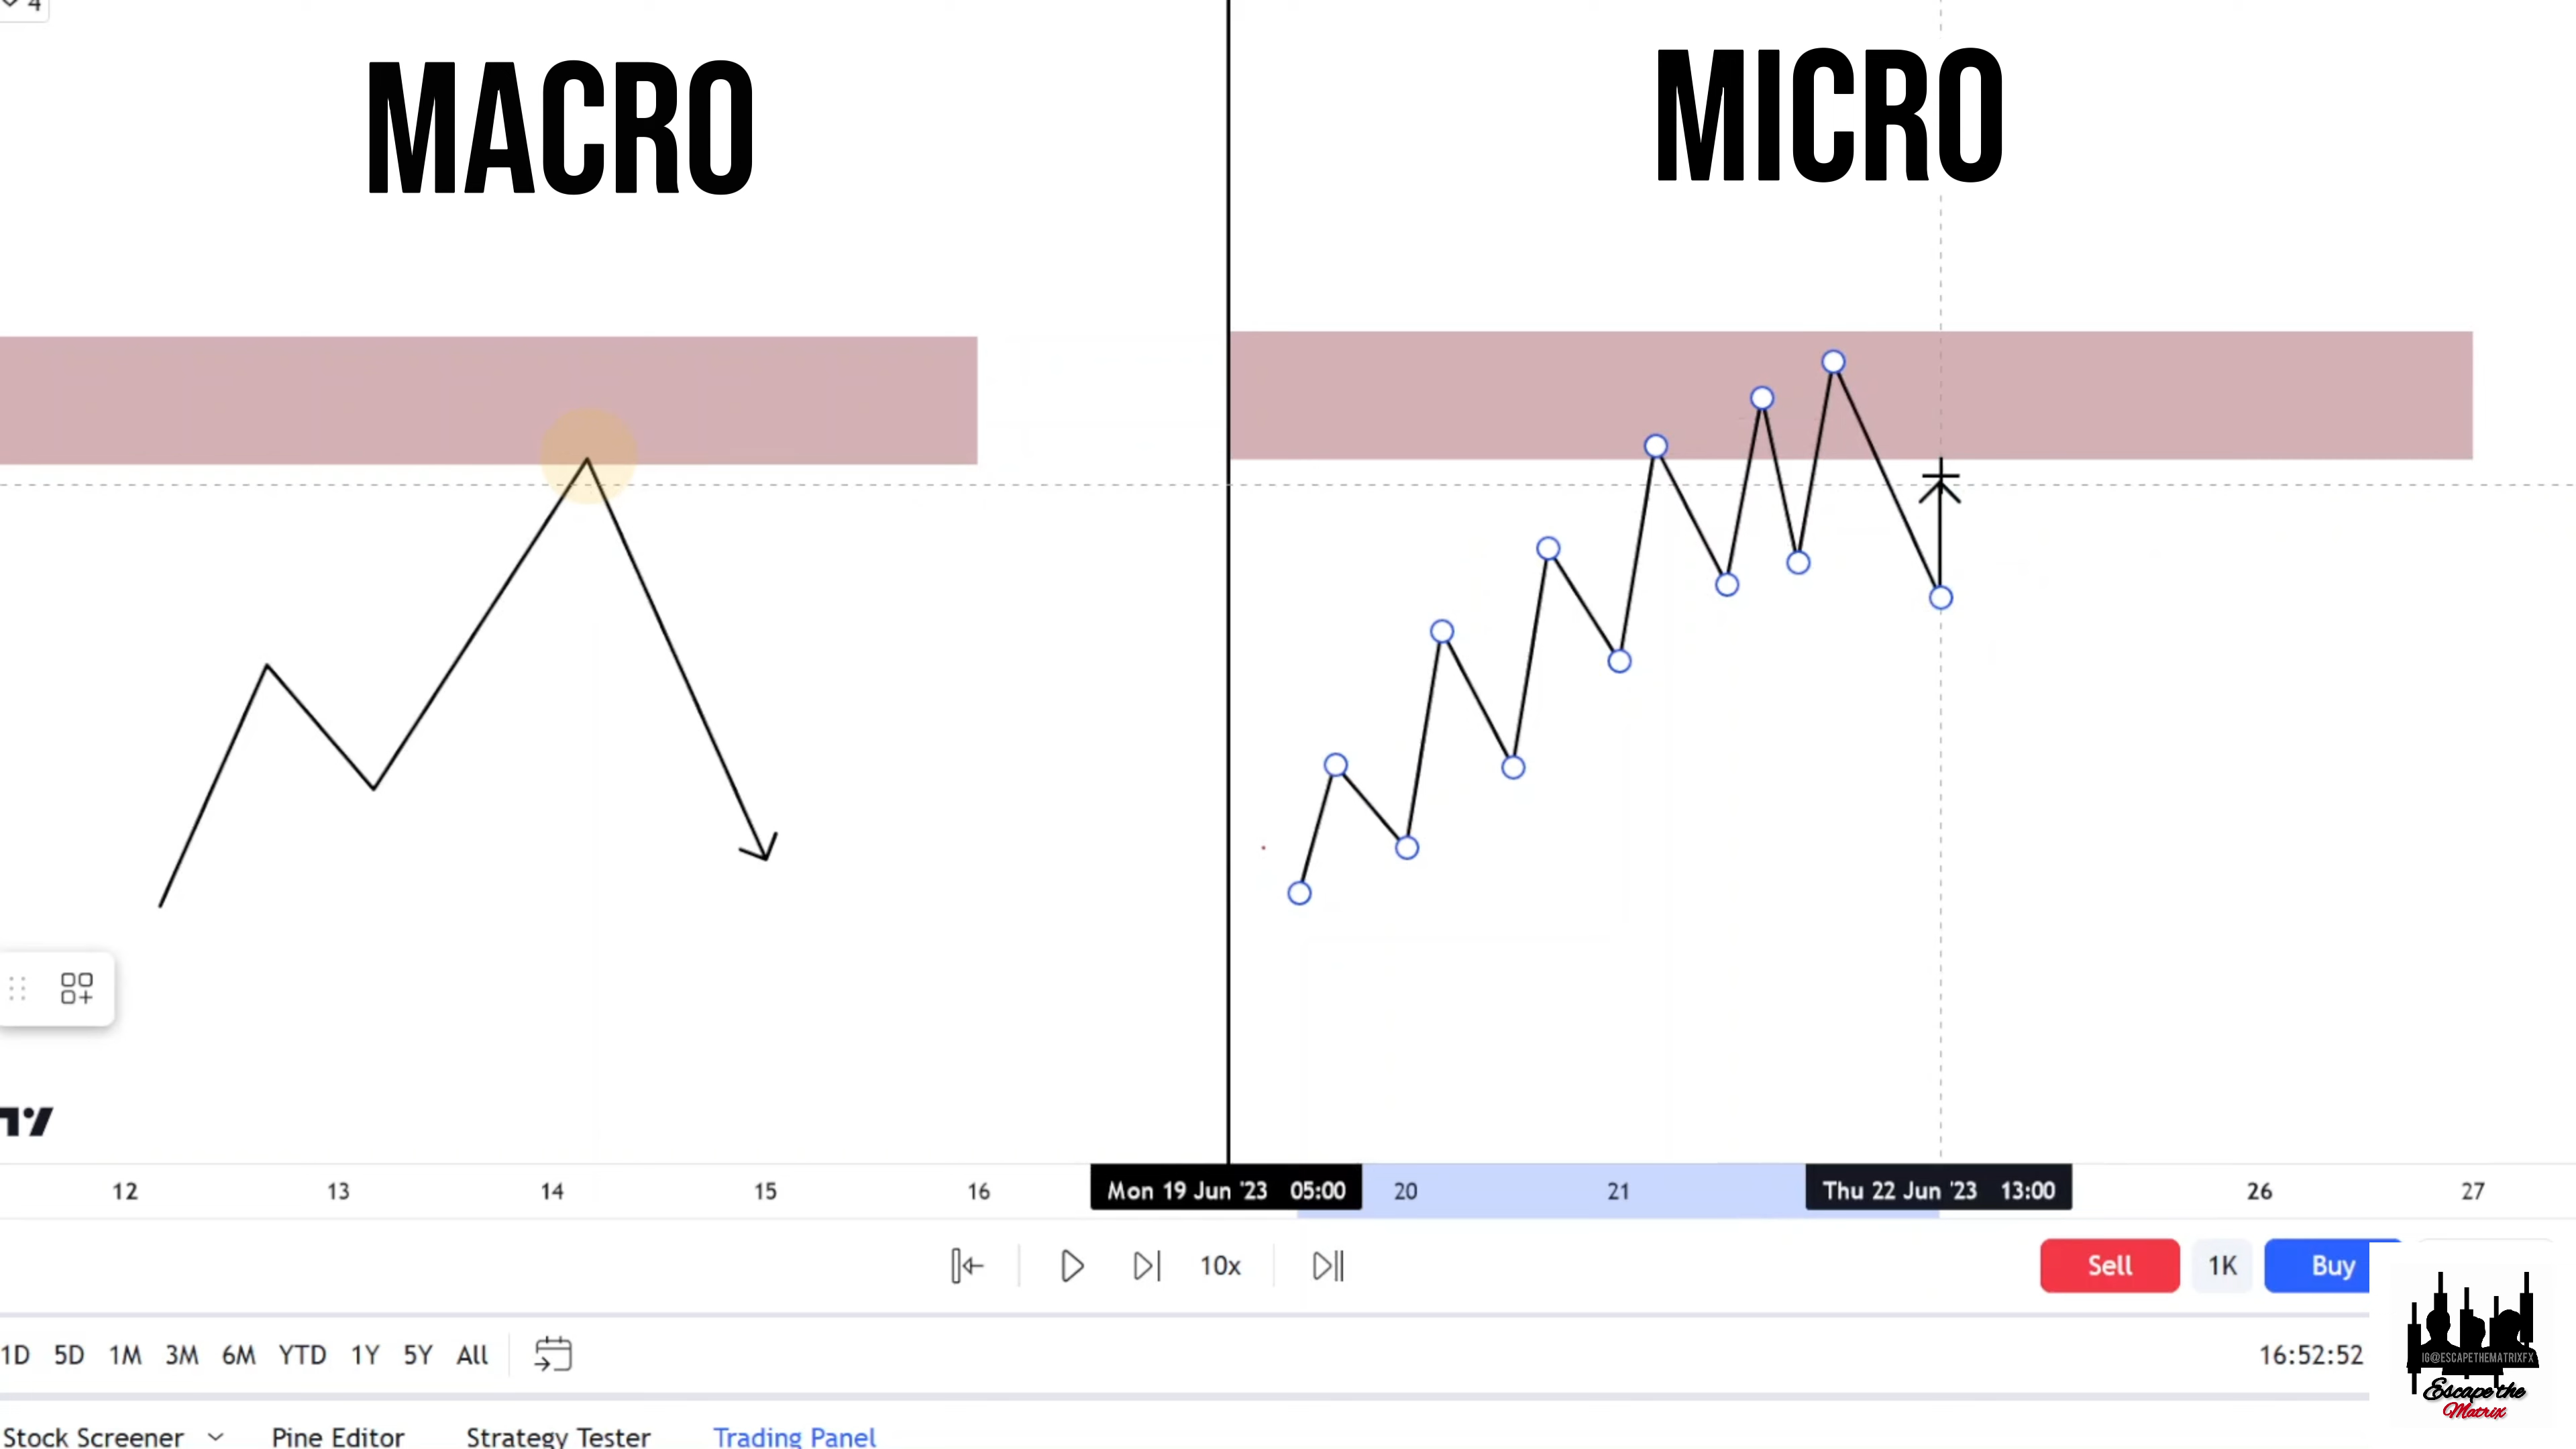 4
MACRO
MICRO
12 13 14 15 16 Mon 19 Jun '23 05:00 20 21 Thu 22 Jun '23 13:00 26 27
10x
Sell 1K Buy
1D 5D 1M 3M 6M YTD 1Y 5Y All
16:52:52
IG@ESCAPETHEMATRIXFX
Escape the
Matrix
Stock Screener Pine Editor Strategy Tester Trading Panel